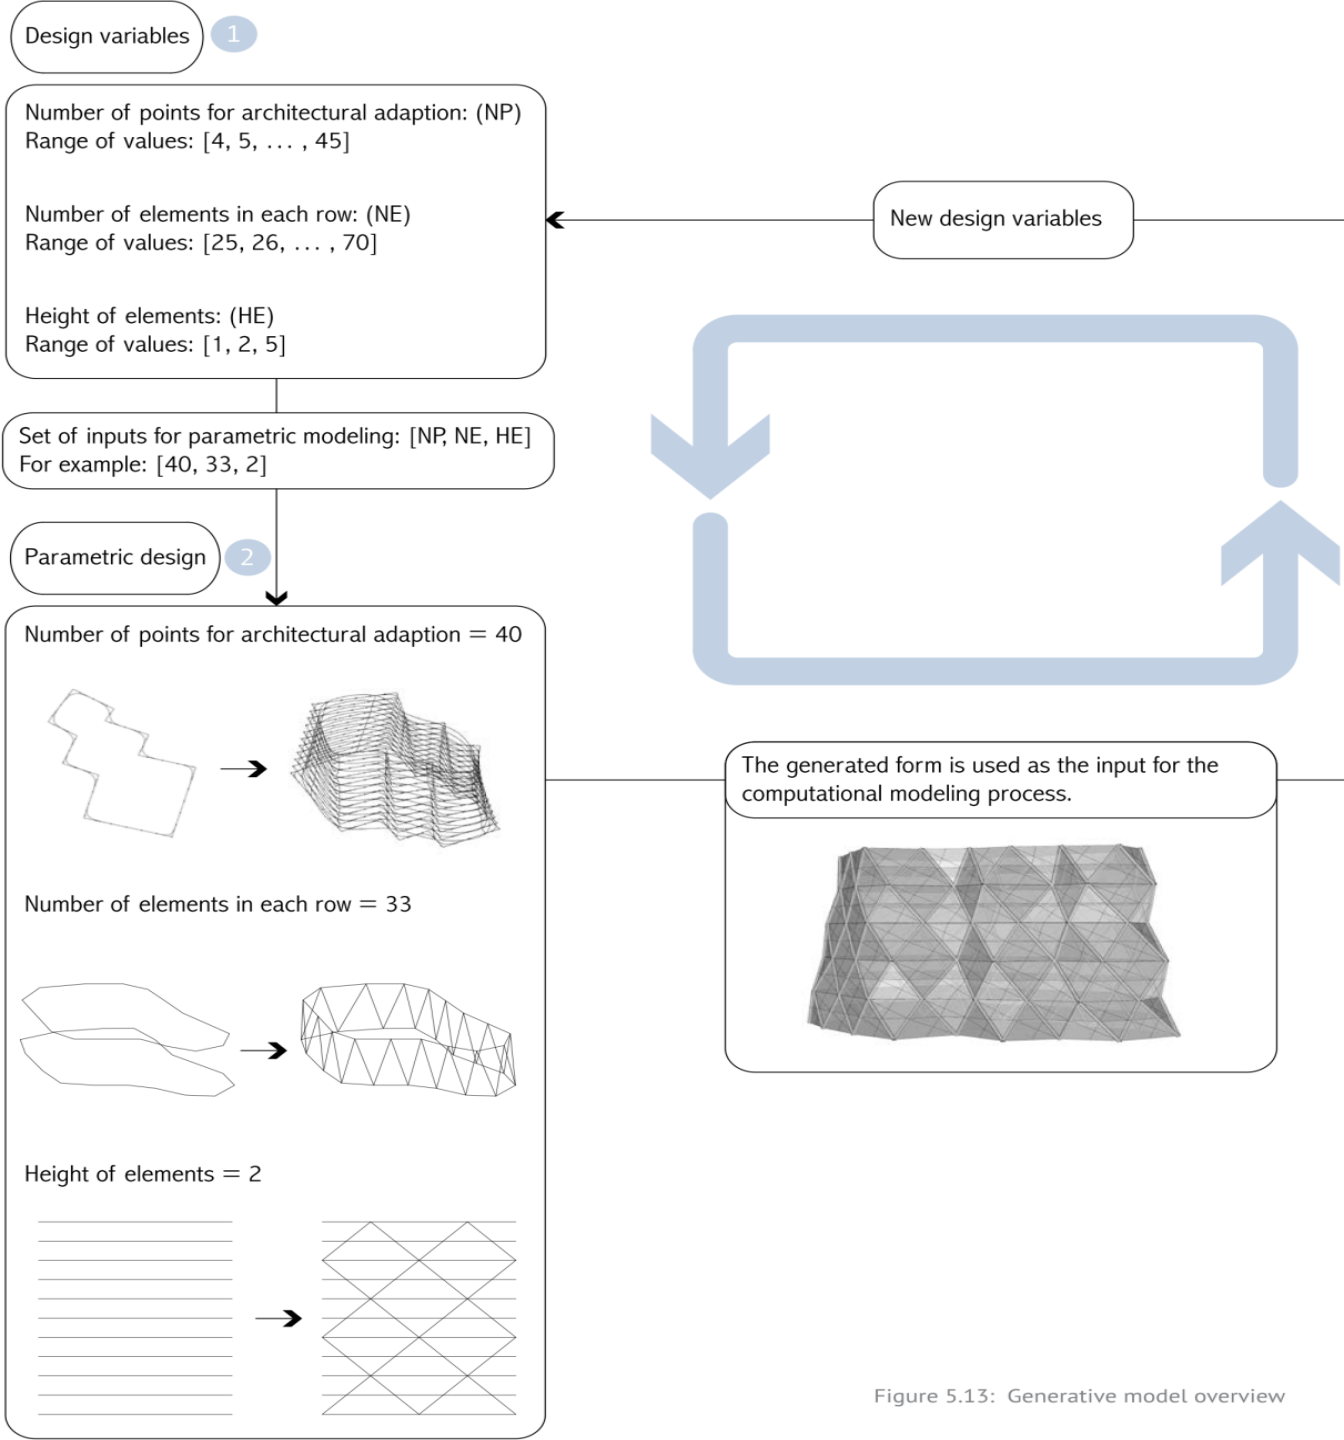 Design variables
1
Number of points for architectural adaption: (NP)
Range of values: [4, 5, ... , 45]
Number of elements in each row: (NE)
Range of values: [25, 26, ... , 70]
Height of elements: (HE)
Range of values: [1, 2, 5]
New design variables
Set of inputs for parametric modeling: [NP, NE, HE]
For example: [40, 33, 2]
Parametric design
2
Number of points for architectural adaption = 40
The generated form is used as the input for the
computational modeling process.
Number of elements in each row = 33
Height of elements = 2
Figure 5.13: Generative model overview